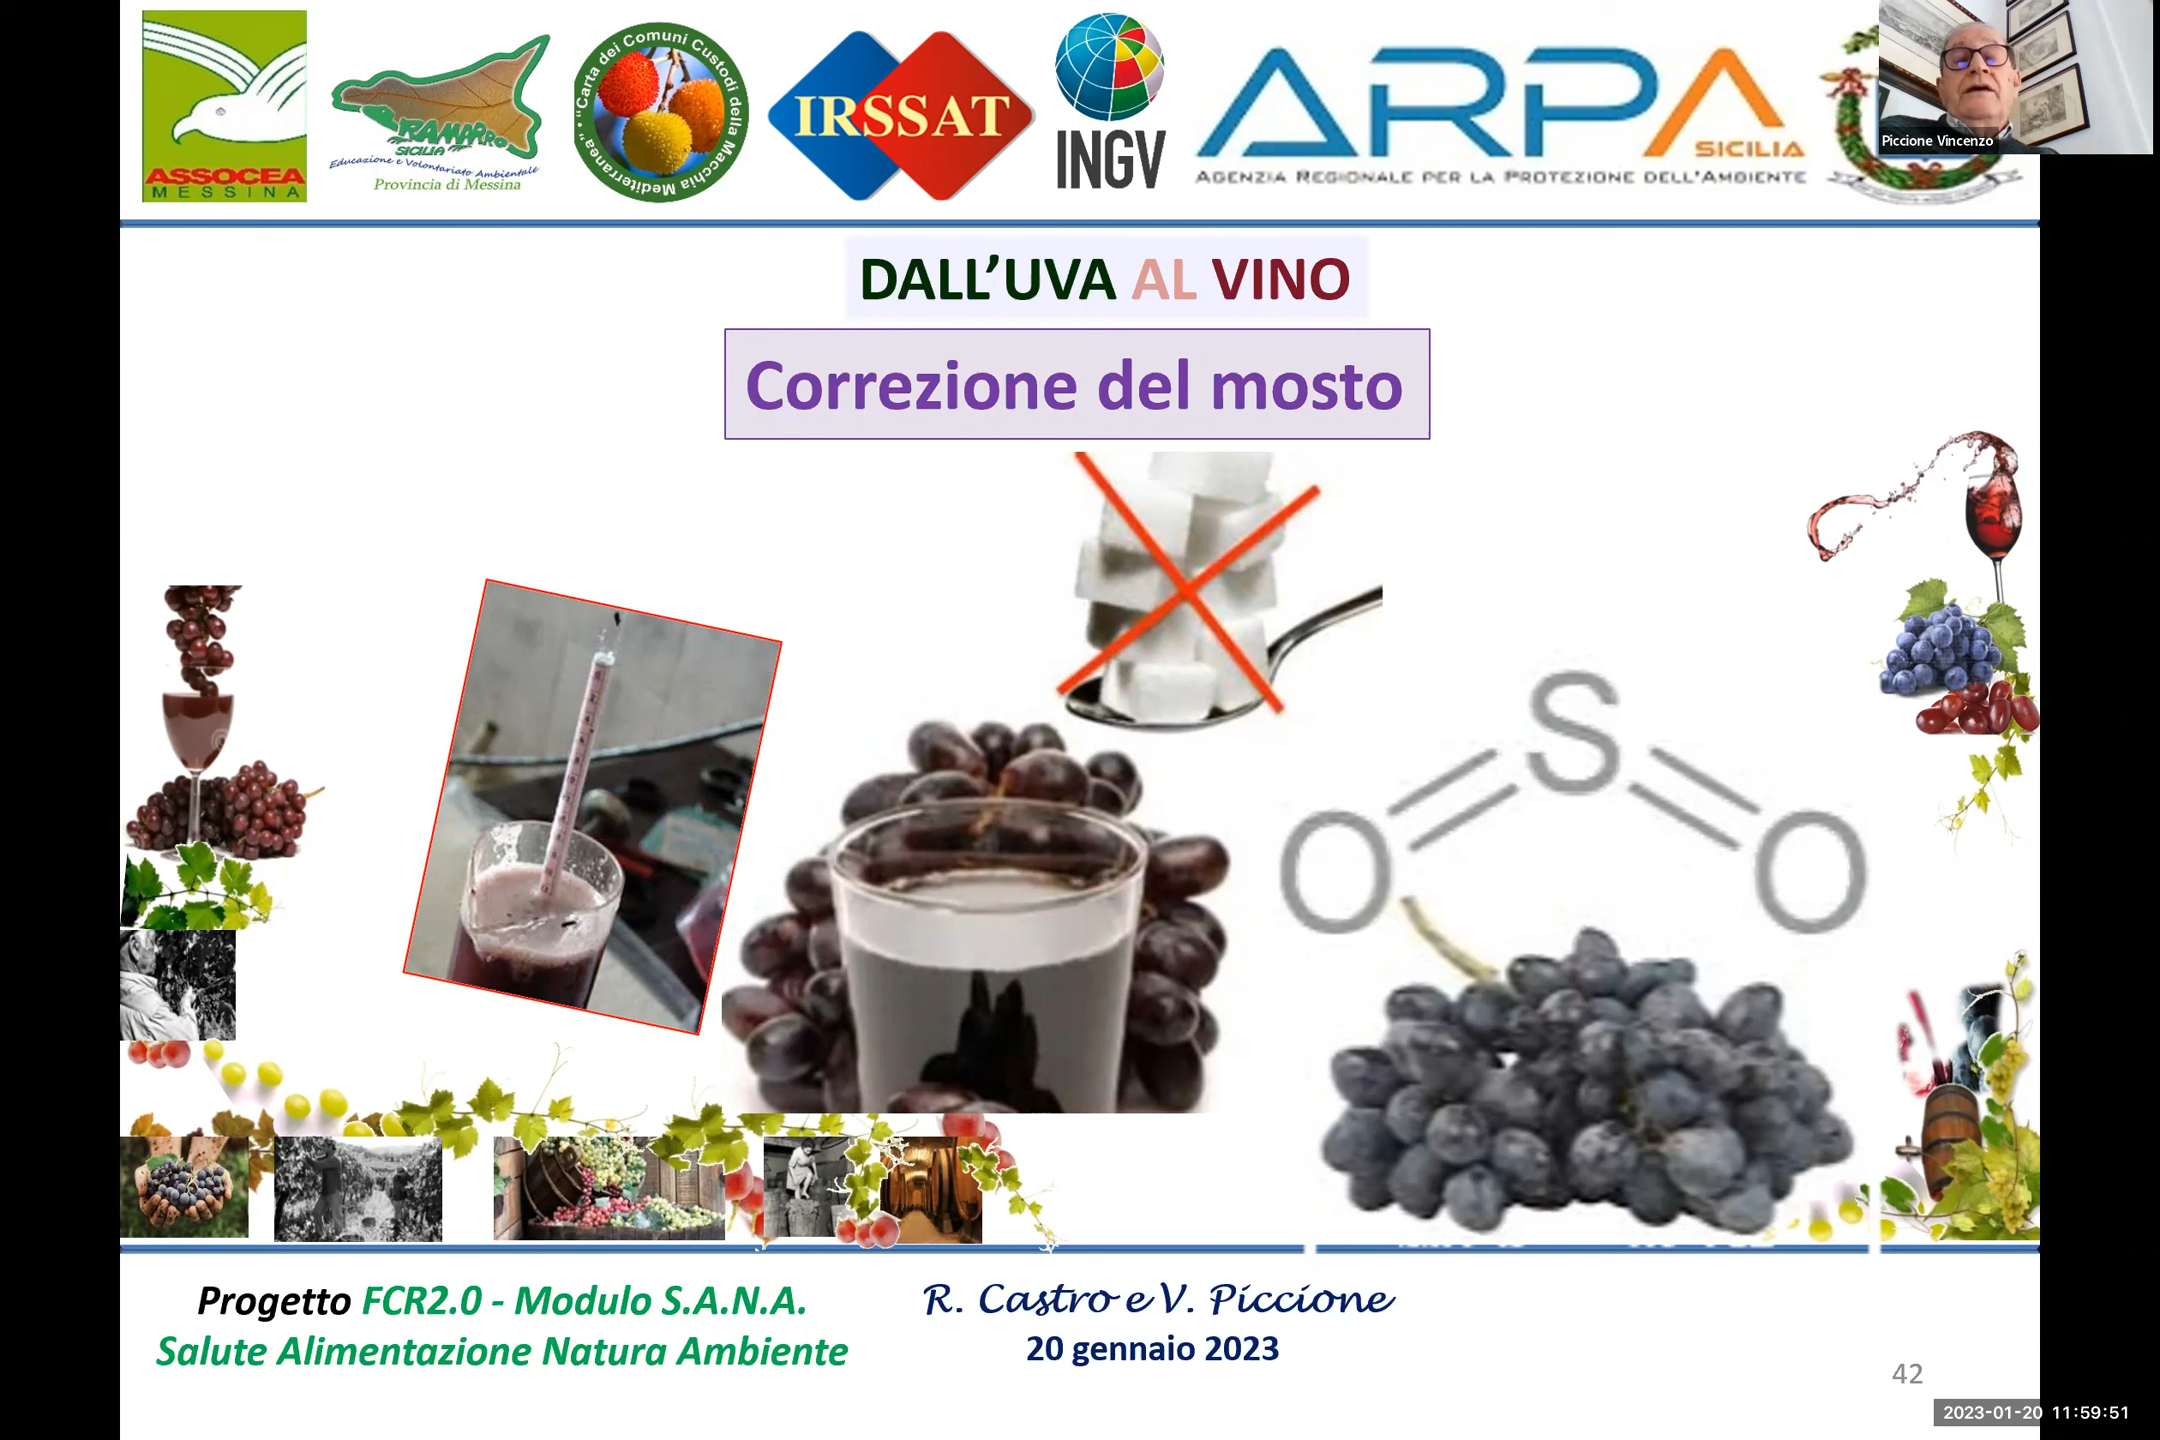 ASSOCEA
MESSINA
RAMARRO
SICILIA
Educazione e Volontariato Ambientale
Provincia di Messina
"Carta dei Comuni Custodi della Macchia Mediterranea"
IRSSAT
INGV
ARPA
SICILIA
AGENZIA REGIONALE PER LA PROTEZIONE DELL'AMBIENTE
Piccione Vincenzo
DALL'UVA AL VINO
Correzione del mosto
S
O O
Progetto FCR2.0 - Modulo S.A.N.A.
Salute Alimentazione Natura Ambiente
R. Castro e V. Piccione
20 gennaio 2023
42
2023-01-20 11:59:51